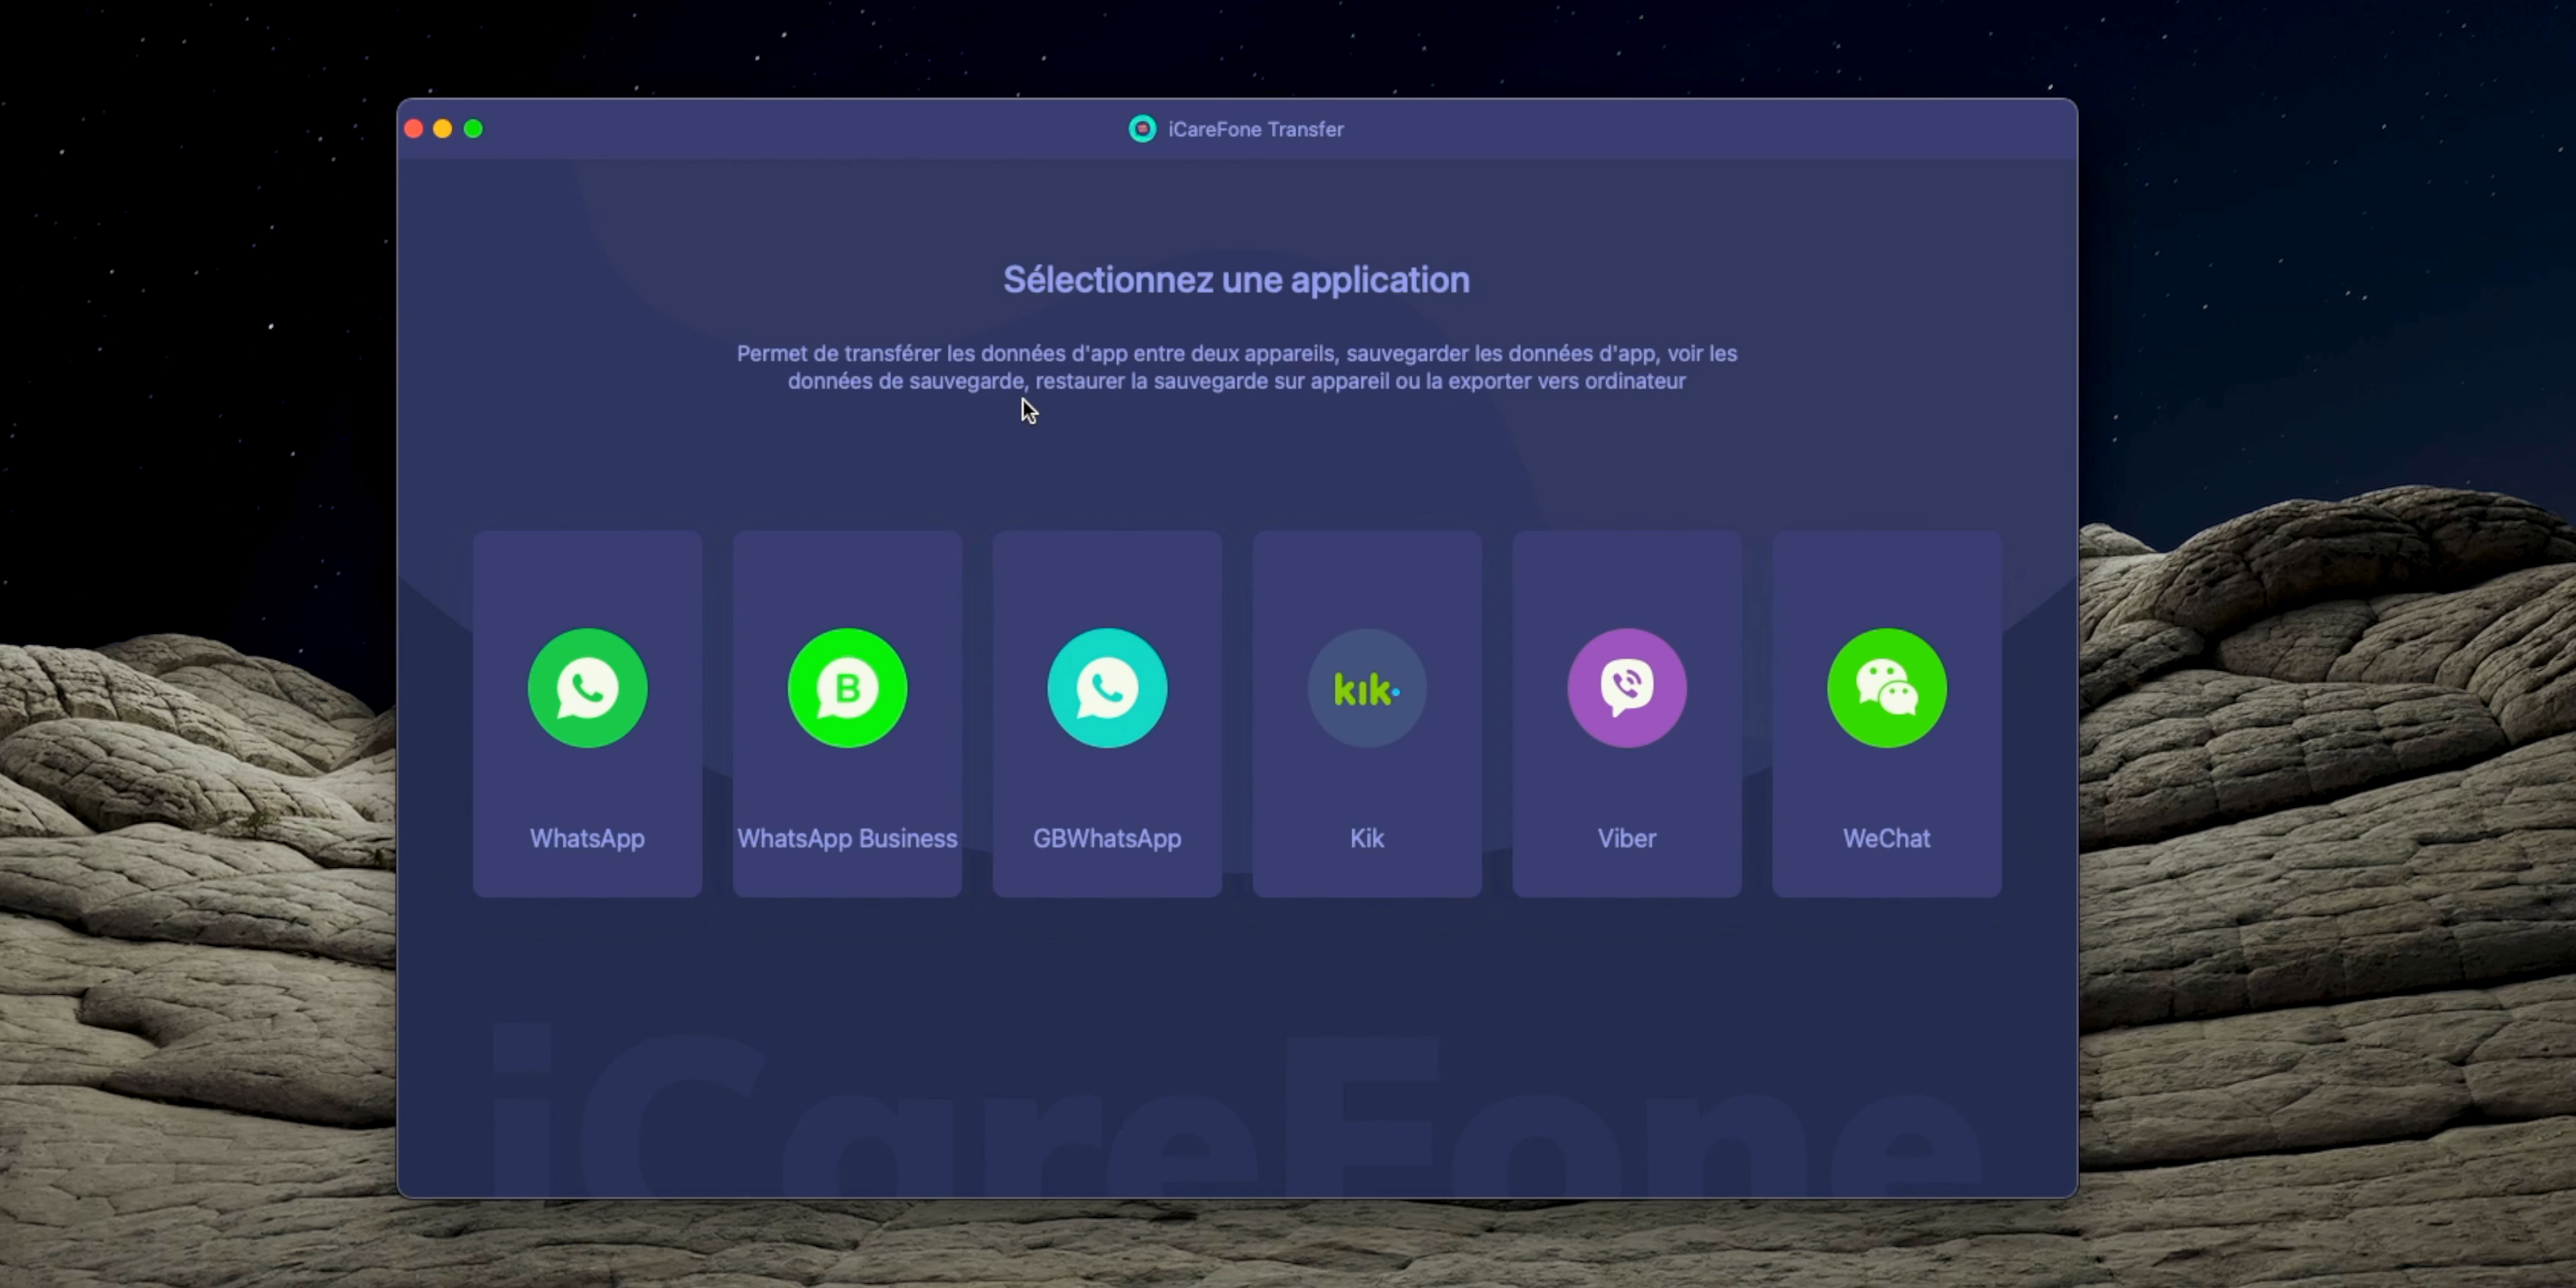 iCareFone Transfer
Sélectionnez une application
Permet de transférer les données d'app entre deux appareils, sauvegarder les données d'app, voir les
données de sauvegarde, restaurer la sauvegarde sur appareil ou la exporter vers ordinateur
B
kik
WhatsApp
WhatsApp Business
GBWhatsApp
Kik
Viber
WeChat
iCareFone